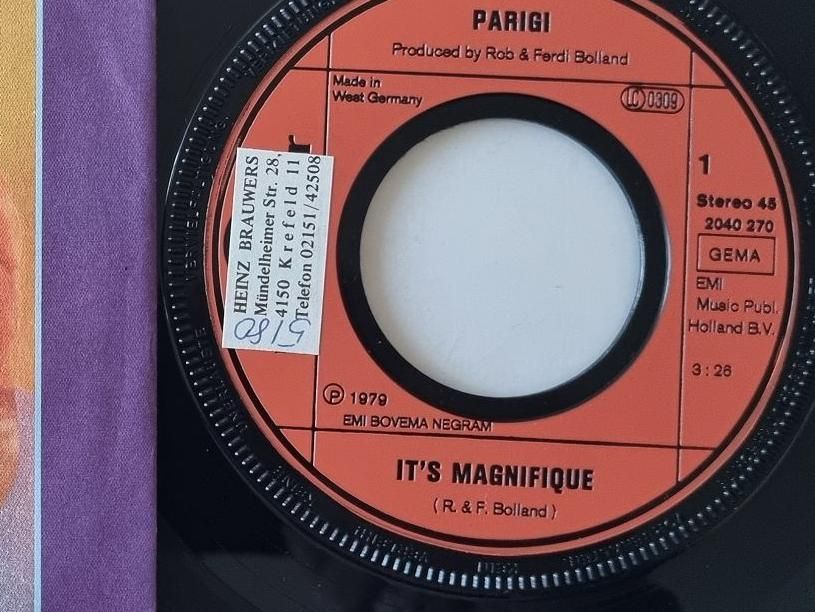 PARIGI
Produced by Rob & Ferdi Bolland
Made in
West Germany
LC 0309
r
HEINZ BRAUWERS
Mündelheimer Str. 28,
4150 Krefeld 11
Telefon 02151/42508
5180
1
Stereo 45
2040 270
GEMA
EMI
Music Publ.
Holland B.V.
3:26
Ⓟ 1979
EMI BOVEMA NEGRAM
IT'S MAGNIFIQUE
(R. & F. Bolland)